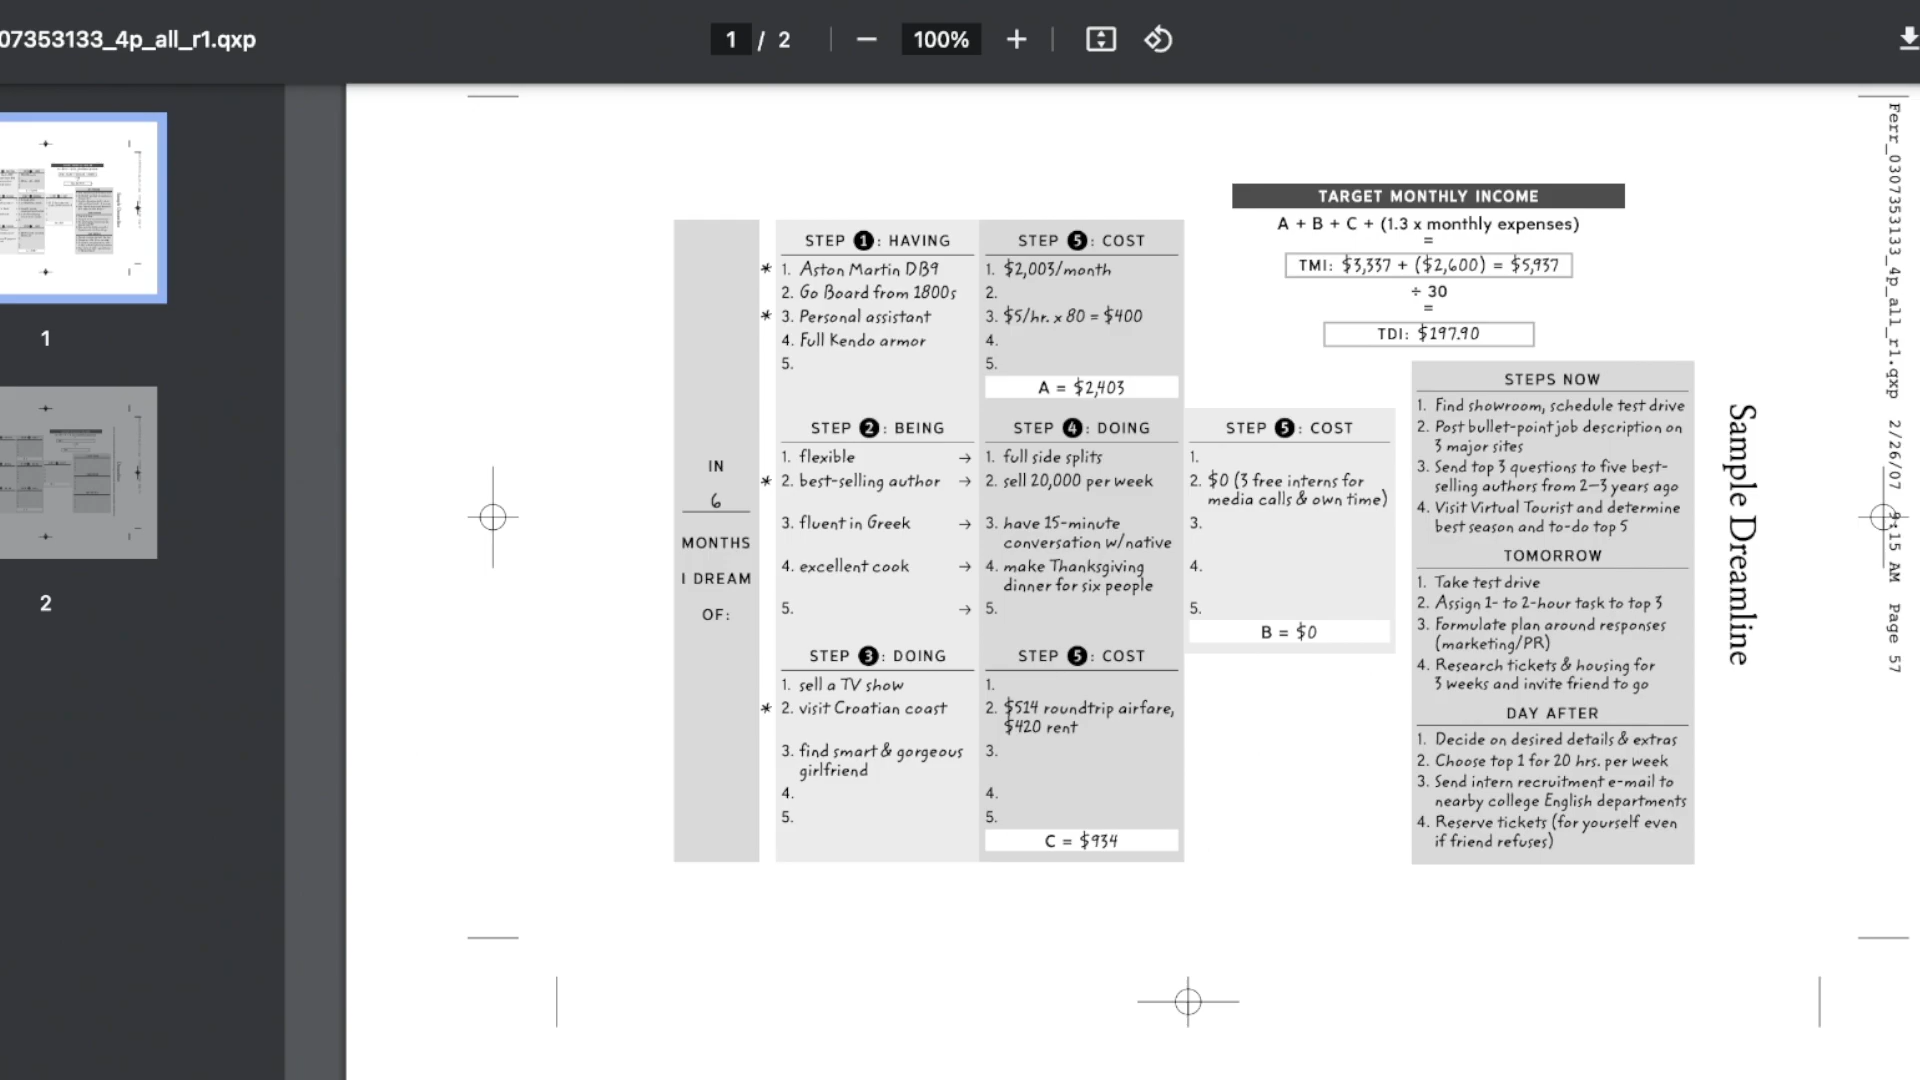 07353133_4p_all_r1.qxp
1 / 2
100%
1
2
TARGET MONTHLY INCOME
A + B + C + (1.3 x monthly expenses)
=
TMI: $3,337 + ($2,600) = $5,937
÷ 30
=
TDI: $197.90
IN
6
MONTHS
I DREAM
OF:
STEP 1: HAVING
* 1. Aston Martin DB9
2. Go Board from 1800s
* 3. Personal assistant
4. Full Kendo armor
5.
STEP 5: COST
1. $2,003/month
2.
3. $5/hr. x 80 = $400
4.
5.
A = $2,403
STEP 2: BEING
1. flexible →
* 2. best-selling author →
3. fluent in Greek →
4. excellent cook →
5. →
STEP 4: DOING
1. full side splits
2. sell 20,000 per week
3. have 15-minute
conversation w/native
4. make Thanksgiving
dinner for six people
5.
STEP 5: COST
1.
2. $0 (3 free interns for
media calls & own time)
3.
4.
5.
B = $0
STEP 3: DOING
1. sell a TV show
* 2. visit Croatian coast
3. find smart & gorgeous
girlfriend
4.
5.
STEP 5: COST
1.
2. $514 roundtrip airfare,
$420 rent
3.
4.
5.
C = $934
STEPS NOW
1. Find showroom, schedule test drive
2. Post bullet-point job description on
3 major sites
3. Send top 3 questions to five best-
selling authors from 2–3 years ago
4. Visit Virtual Tourist and determine
best season and to-do top 5
TOMORROW
1. Take test drive
2. Assign 1- to 2-hour task to top 3
3. Formulate plan around responses
(marketing/PR)
4. Research tickets & housing for
3 weeks and invite friend to go
DAY AFTER
1. Decide on desired details & extras
2. Choose top 1 for 20 hrs. per week
3. Send intern recruitment e-mail to
nearby college English departments
4. Reserve tickets (for yourself even
if friend refuses)
Sample Dreamline
Ferr_0307353133_4p_all_r1.qxp 2/26/07 9:15 AM Page 57